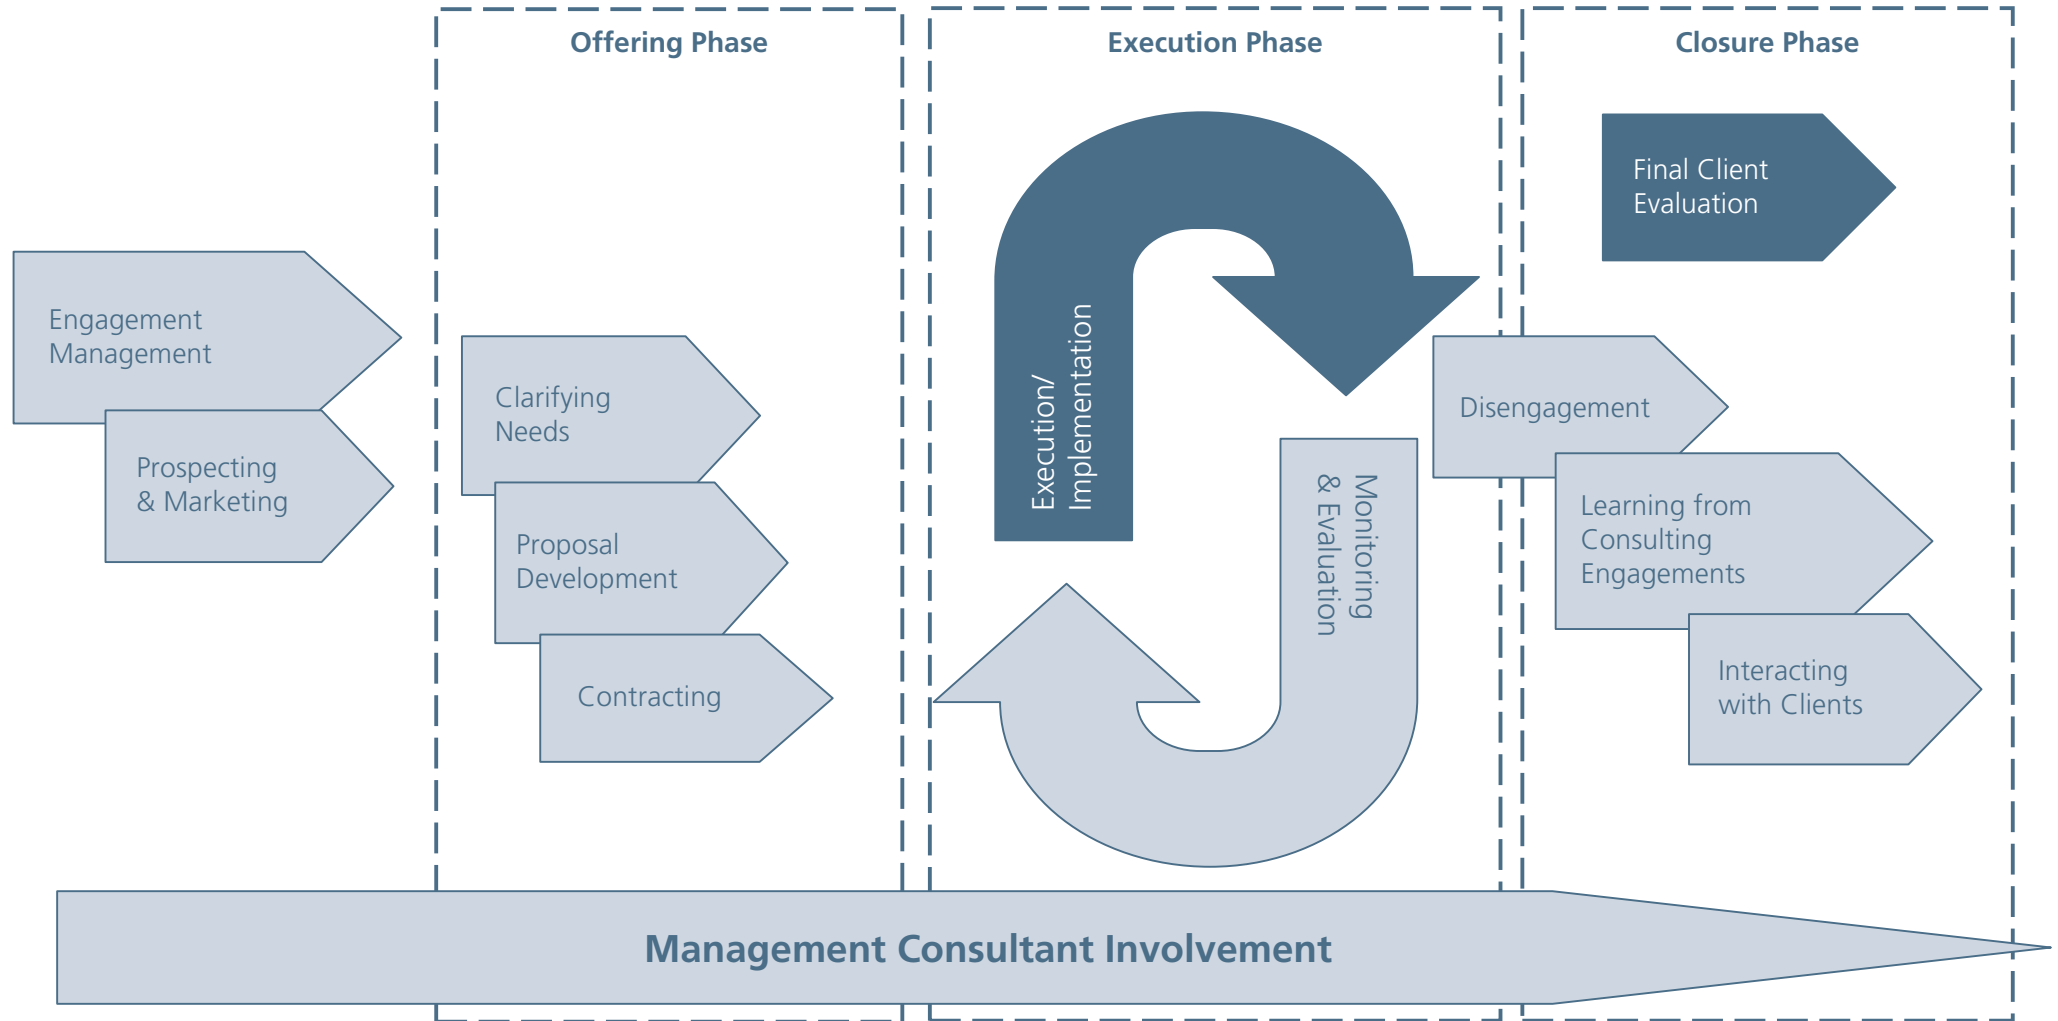 Offering Phase
Execution Phase
Closure Phase
Engagement
Management
Prospecting
& Marketing
Clarifying
Needs
Proposal
Development
Contracting
Execution/
Implementation
Monitoring
& Evaluation
Final Client
Evaluation
Disengagement
Learning from
Consulting
Engagements
Interacting
with Clients
Management Consultant Involvement